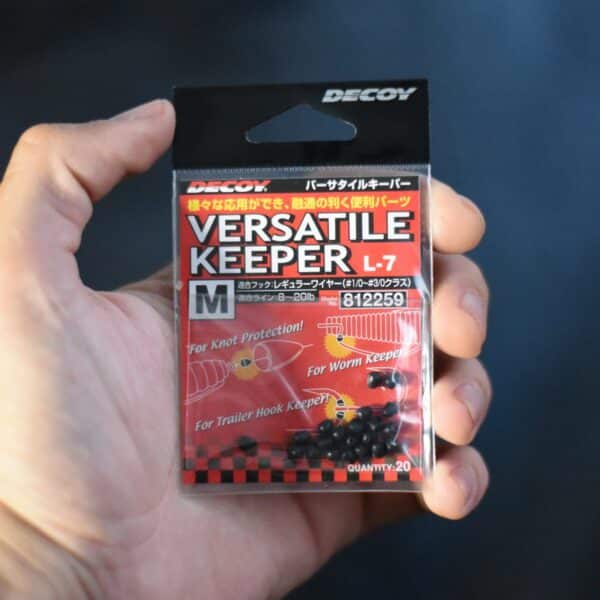 DECOY
DECOY. バーサタイルキーパー
様々な応用ができ、融通の利く便利パーツ
VERSATILE
KEEPER L-7
M
適合フック:レギュラーワイヤー(#1/0~#3/0クラス)
適合ライン:8~20lb Model No. 812259
For Knot Protection!
For Worm Keeper!
For Trailer Hook Keeper!
QUANTITY:20